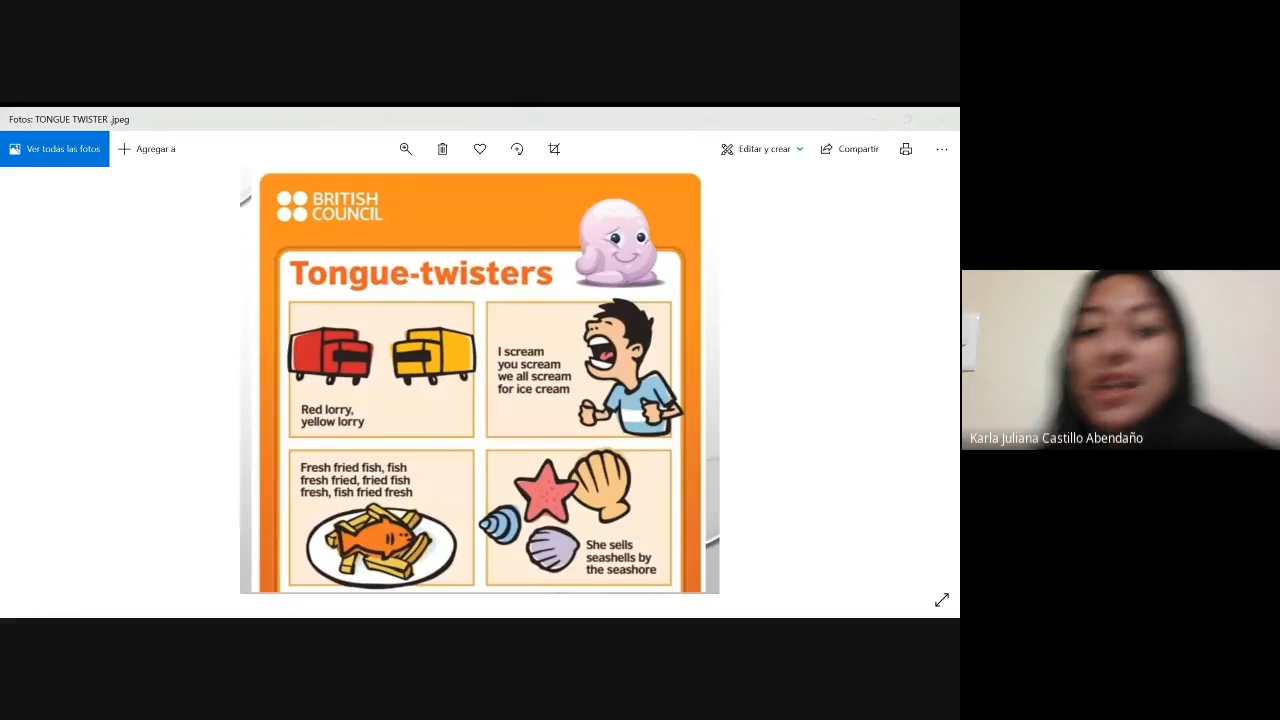 Fotos: TONGUE TWISTER .jpeg
Ver todas las fotos
Agregar a
Editar y crear
Compartir
BRITISH
COUNCIL
Tongue-twisters
Red lorry,
yellow lorry
I scream
you scream
we all scream
for ice cream
Fresh fried fish, fish
fresh fried, fried fish
fresh, fish fried fresh
She sells
seashells by
the seashore
Karla Juliana Castillo Abendaño